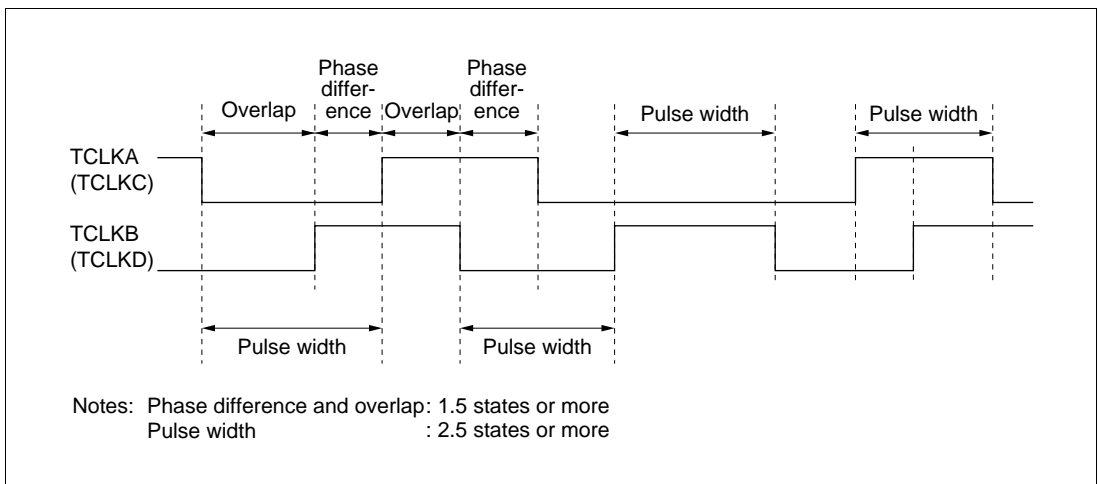 Phase
differ-
ence
Phase
differ-
ence
Overlap
Overlap
Pulse width
Pulse width
TCLKA
(TCLKC)
TCLKB
(TCLKD)
Pulse width
Pulse width
Notes: Phase difference and overlap : 1.5 states or more
Pulse width : 2.5 states or more